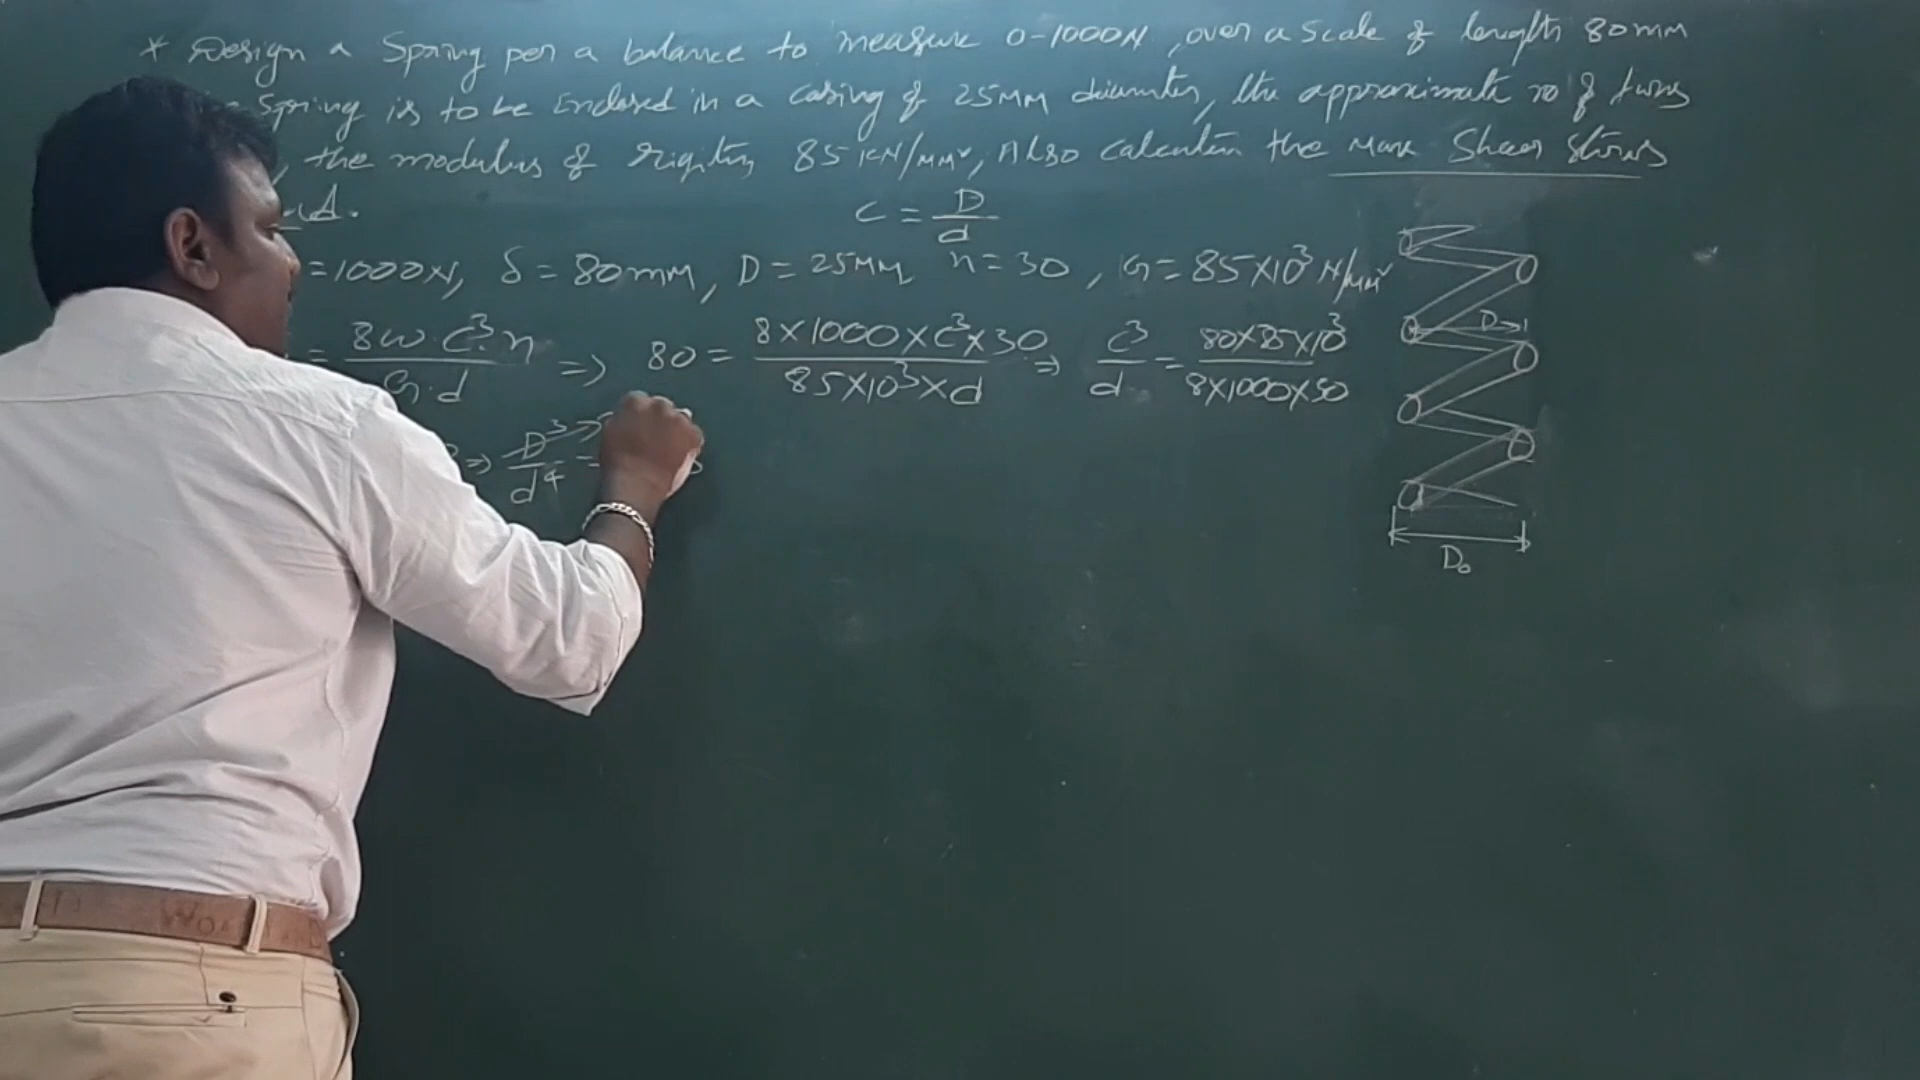 * Design a Spring per a balance to measure 0-1000N, over a Scale of length 80mm
Spring is to be Enclosed in a casing of 25MM diameter, the approximate no of turns
, the modulus of rigity 85 KN/MM², Also calculate the Max Shear Stress
C = D/d
= 1000N, δ = 80mm, D = 25MM n = 30, G = 85×10³ N/MM²
= 8W·C³·n/G·d => 80 = 8×1000×C³×30/85×10³×d => C³/d = 80×85×10³/8×1000×30
=> D³/d⁴ =
D
D₀